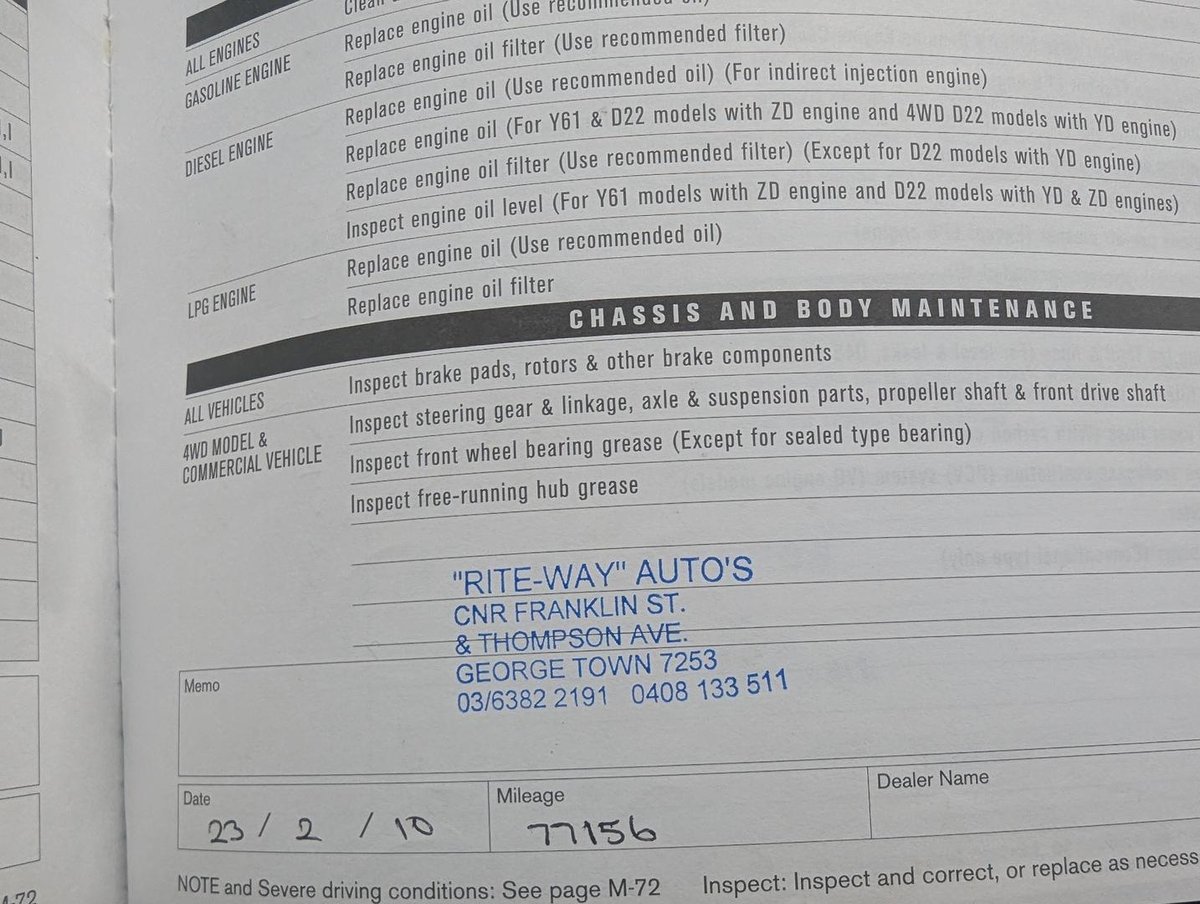 Replace engine oil (Use recommended oil)
ALL ENGINES
GASOLINE ENGINE
Replace engine oil filter (Use recommended filter)
Replace engine oil (Use recommended oil) (For indirect injection engine)
DIESEL ENGINE
Replace engine oil (For Y61 & D22 models with ZD engine and 4WD D22 models with YD engine)
Replace engine oil filter (Use recommended filter) (Except for D22 models with YD engine)
Inspect engine oil level (For Y61 models with ZD engine and D22 models with YD & ZD engines)
Replace engine oil (Use recommended oil)
LPG ENGINE
Replace engine oil filter
CHASSIS AND BODY MAINTENANCE
ALL VEHICLES
Inspect brake pads, rotors & other brake components
4WD MODEL &
COMMERCIAL VEHICLE
Inspect steering gear & linkage, axle & suspension parts, propeller shaft & front drive shaft
Inspect front wheel bearing grease (Except for sealed type bearing)
Inspect free-running hub grease
"RITE-WAY" AUTO'S
CNR FRANKLIN ST.
& THOMPSON AVE.
GEORGE TOWN 7253
03/6382 2191 0408 133 511
Memo
Date
23 / 2 / 10
Mileage
77156
Dealer Name
NOTE and Severe driving conditions: See page M-72 Inspect: Inspect and correct, or replace as